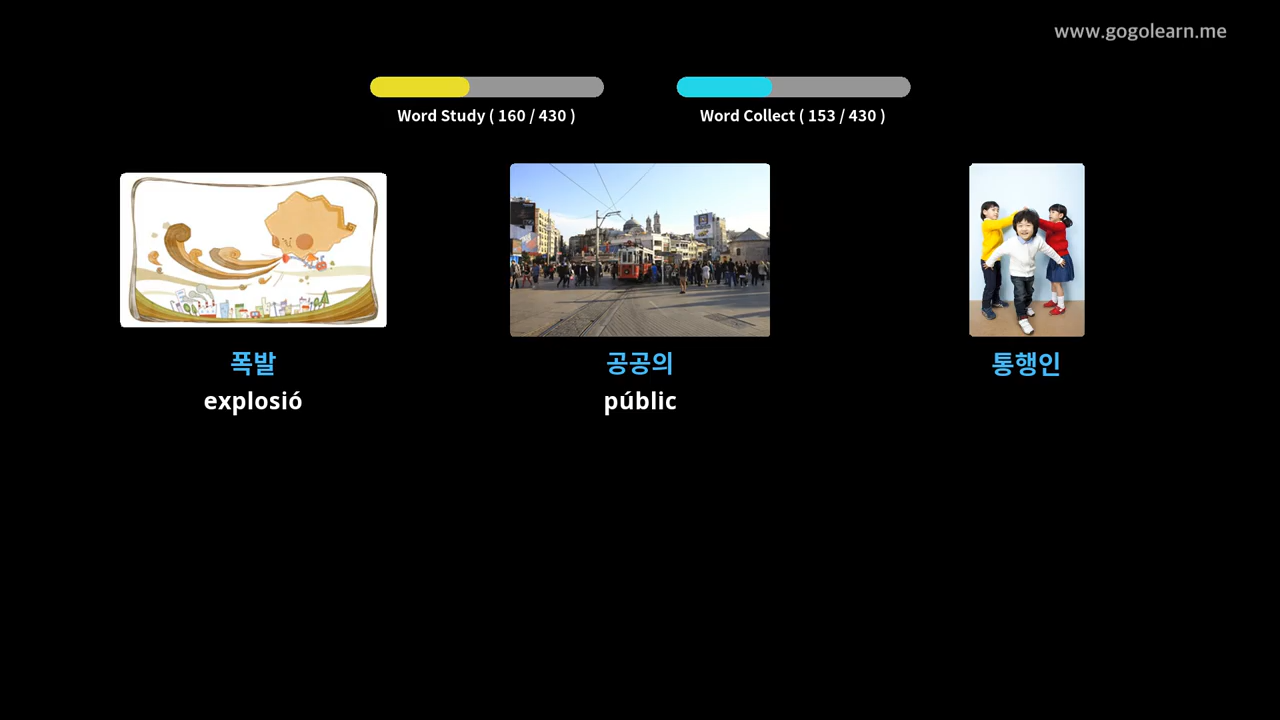 www.gogolearn.me
Word Study ( 160 / 430 )
Word Collect ( 153 / 430 )
폭발
explosió
공공의
públic
통행인